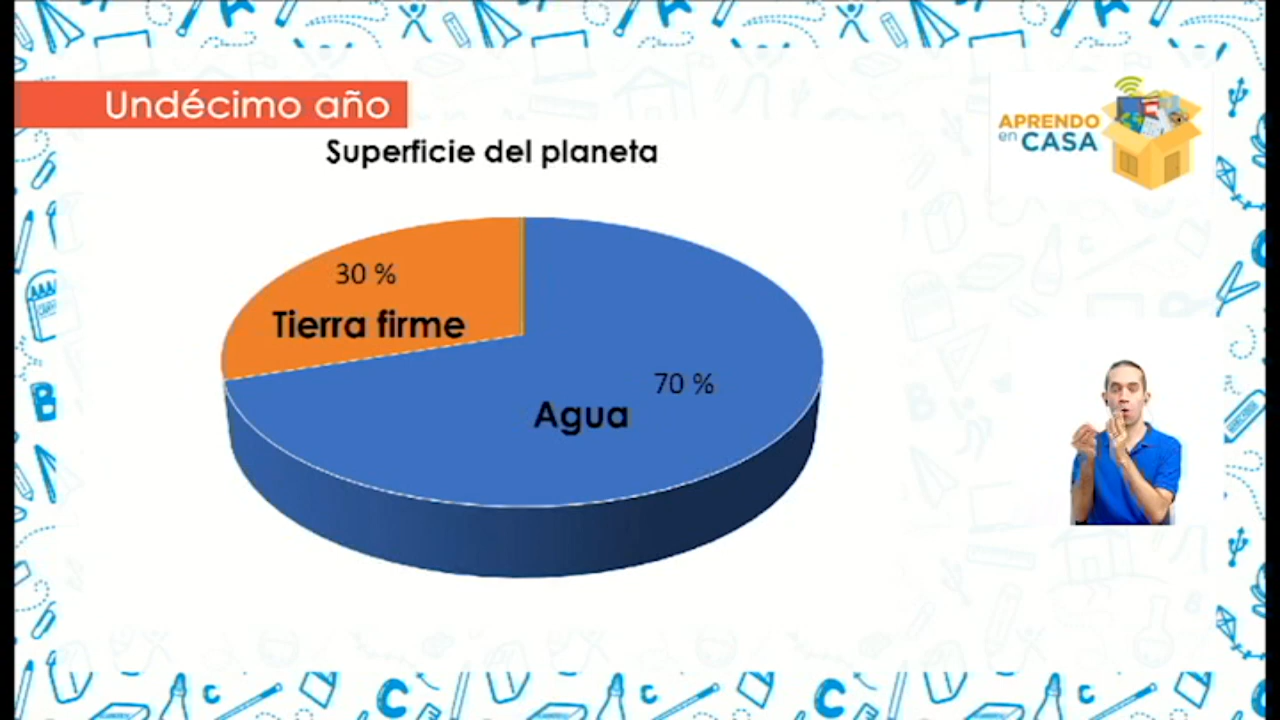 Undécimo año
Superficie del planeta
APRENDO
en CASA
30 %
Tierra firme
70 %
Agua